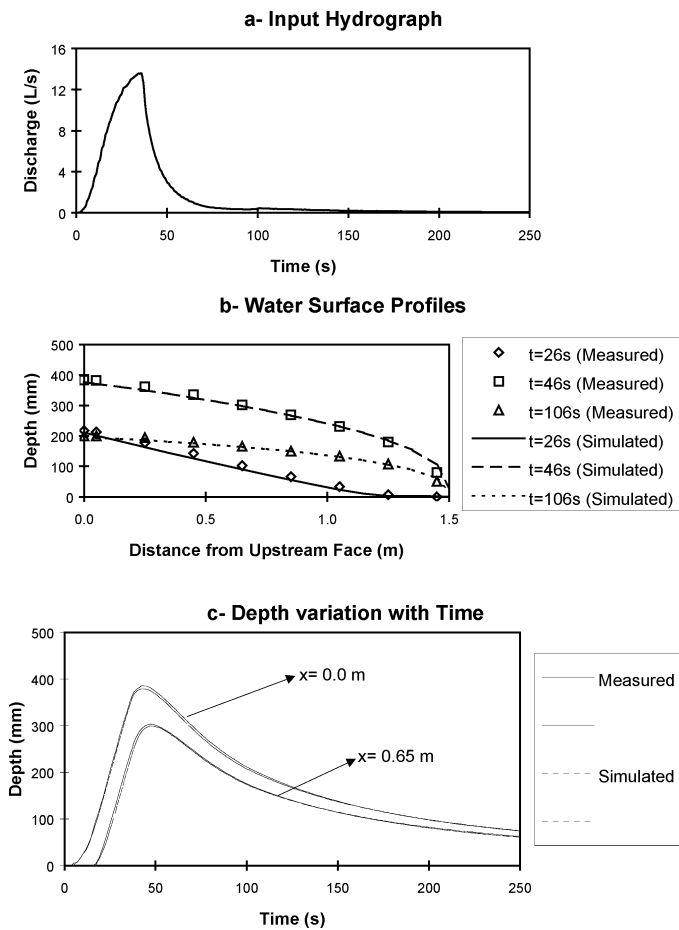 a- Input Hydrograph
16
12
8
4
0
Discharge (L/s)
0 50 100 150 200 250
Time (s)
b- Water Surface Profiles
500
400
300
200
100
0
Depth (mm)
0.0 0.5 1.0 1.5
Distance from Upstream Face (m)
t=26s (Measured)
t=46s (Measured)
t=106s (Measured)
t=26s (Simulated)
t=46s (Simulated)
t=106s (Simulated)
c- Depth variation with Time
500
400
300
200
100
0
Depth (mm)
x= 0.0 m
x= 0.65 m
0 50 100 150 200 250
Time (s)
Measured
Simulated